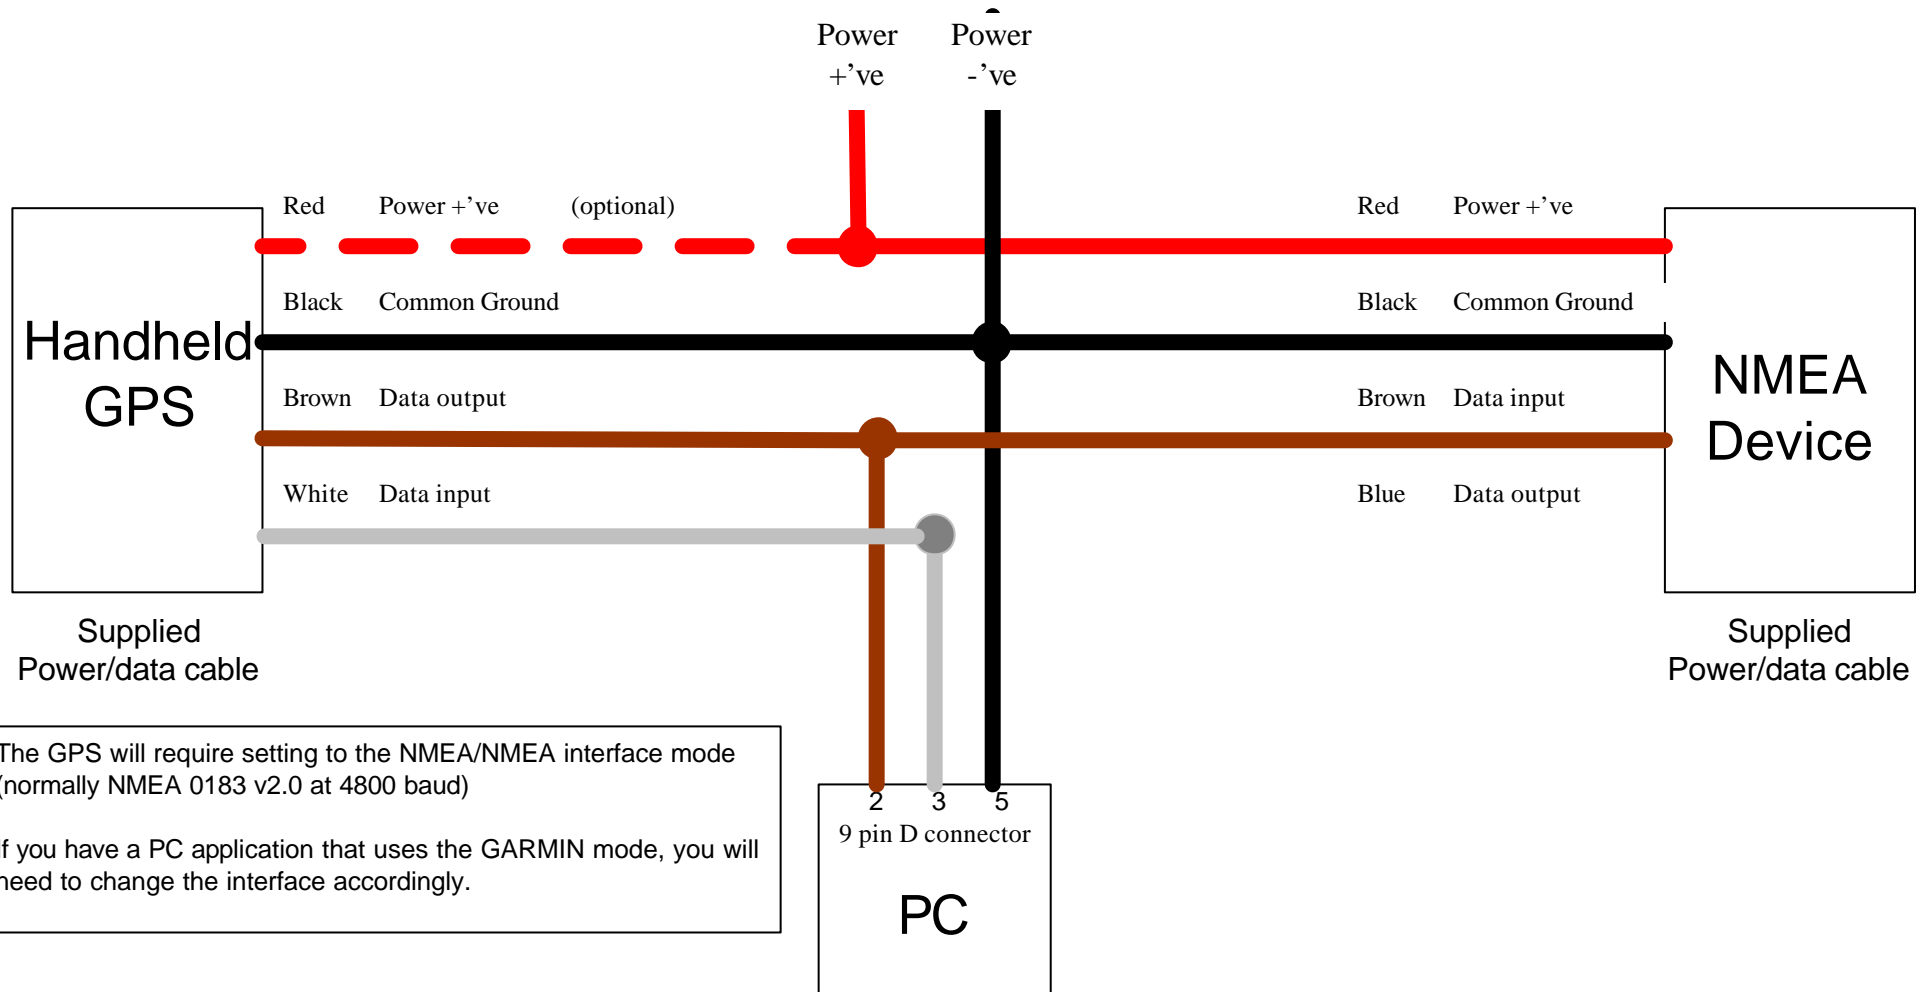 Power
+’ve
Power
-’ve
Red Power +’ve (optional)
Black Common Ground
Brown Data output
White Data input
Handheld
GPS
Supplied
Power/data cable
Red Power +’ve
Black Common Ground
Brown Data input
Blue Data output
NMEA
Device
Supplied
Power/data cable
The GPS will require setting to the NMEA/NMEA interface mode
(normally NMEA 0183 v2.0 at 4800 baud)
If you have a PC application that uses the GARMIN mode, you will
need to change the interface accordingly.
2 3 5
9 pin D connector
PC